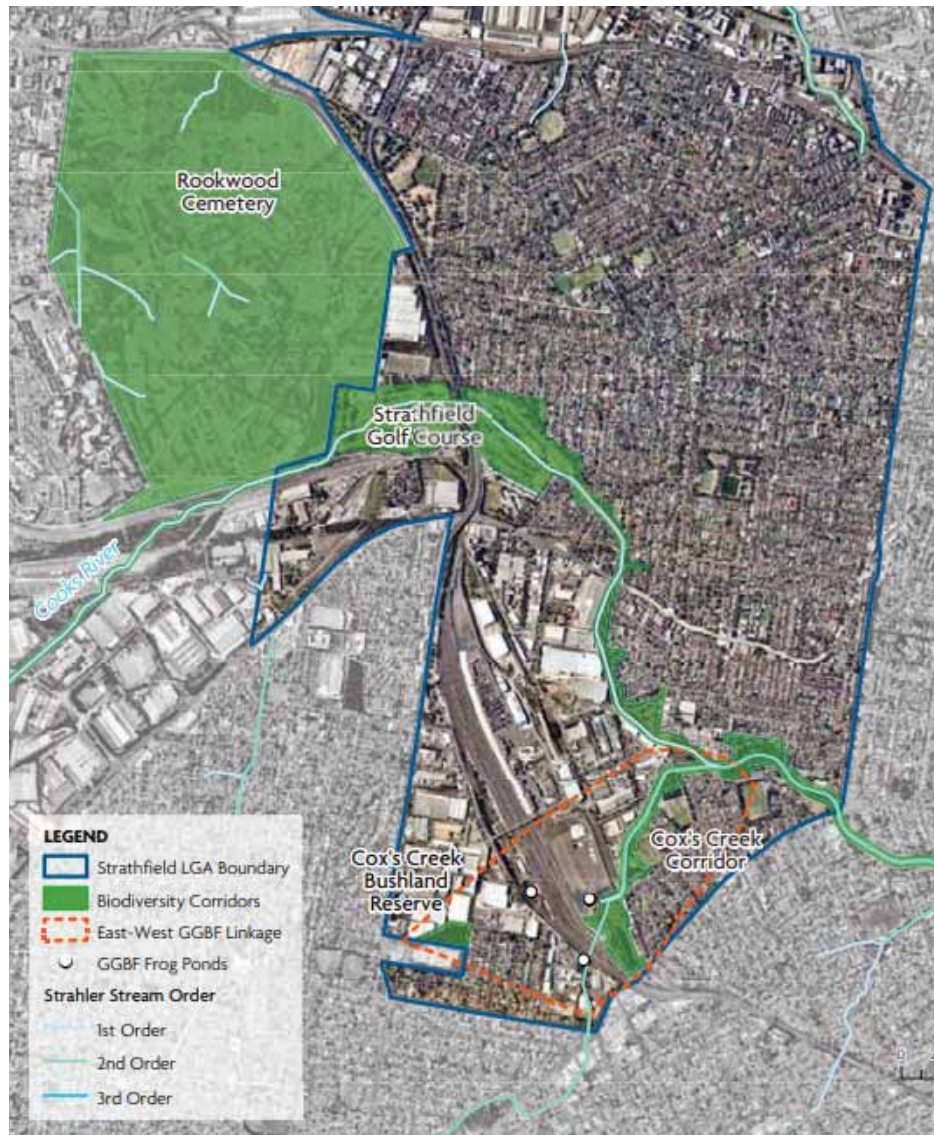 Rookwood
Cemetery
Strathfield
Golf Course
Cooks River
Cox's Creek
Bushland
Reserve
Cox's Creek
Corridor
LEGEND
Strathfield LGA Boundary
Biodiversity Corridors
East-West GGBF Linkage
GGBF Frog Ponds
Strahler Stream Order
1st Order
2nd Order
3rd Order
0